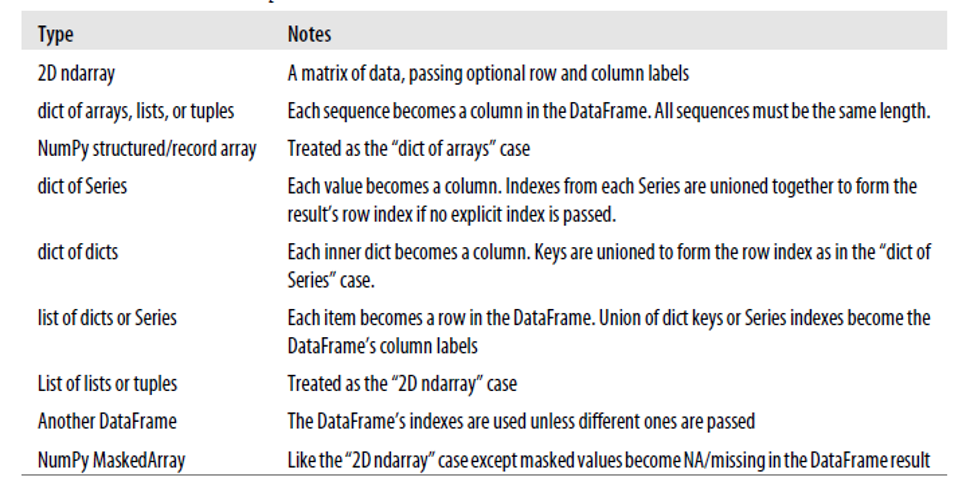 Type Notes
2D ndarray A matrix of data, passing optional row and column labels
dict of arrays, lists, or tuples Each sequence becomes a column in the DataFrame. All sequences must be the same length.
NumPy structured/record array Treated as the “dict of arrays” case
dict of Series Each value becomes a column. Indexes from each Series are unioned together to form the
result’s row index if no explicit index is passed.
dict of dicts Each inner dict becomes a column. Keys are unioned to form the row index as in the “dict of
Series” case.
list of dicts or Series Each item becomes a row in the DataFrame. Union of dict keys or Series indexes become the
DataFrame’s column labels
List of lists or tuples Treated as the “2D ndarray” case
Another DataFrame The DataFrame’s indexes are used unless different ones are passed
NumPy MaskedArray Like the “2D ndarray” case except masked values become NA/missing in the DataFrame result